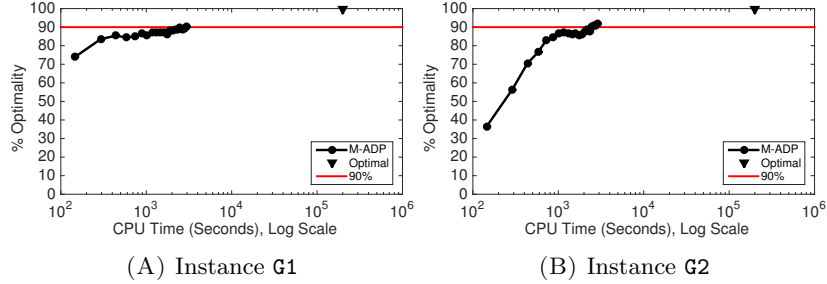 100
90
80
70
60
50
40
30
20
10
0
% Optimality
M-ADP
Optimal
90%
10^2 10^3 10^4 10^5 10^6
CPU Time (Seconds), Log Scale
(A) Instance G1
100
90
80
70
60
50
40
30
20
10
0
% Optimality
M-ADP
Optimal
90%
10^2 10^3 10^4 10^5 10^6
CPU Time (Seconds), Log Scale
(B) Instance G2